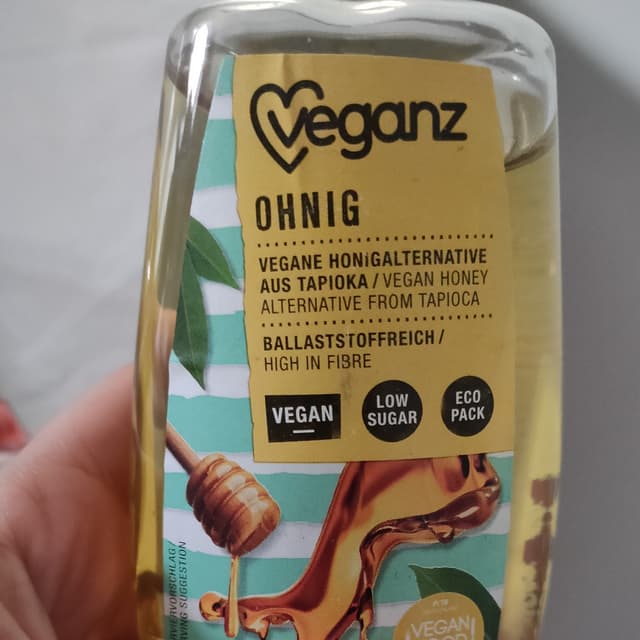 veganz
OHNIG
VEGANE HONIGALTERNATIVE
AUS TAPIOKA / VEGAN HONEY
ALTERNATIVE FROM TAPIOCA
BALLASTSTOFFREICH /
HIGH IN FIBRE
VEGAN
LOW
SUGAR
ECO
PACK
SUGGESTION
VEGAN